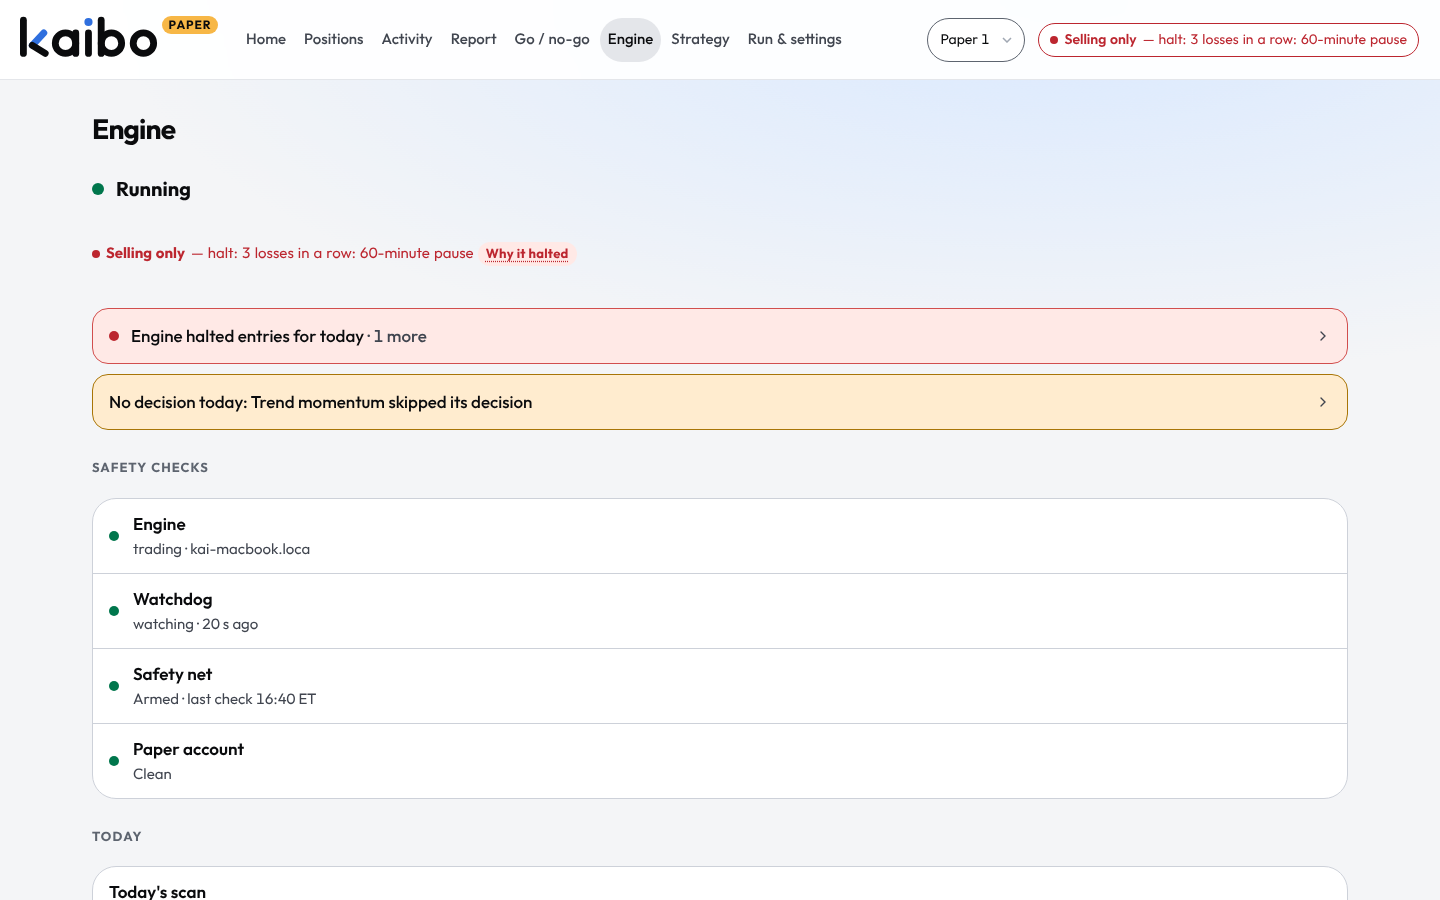 kaibo PAPER
Home Positions Activity Report Go / no-go Engine Strategy Run & settings
Paper 1
Selling only — halt: 3 losses in a row: 60-minute pause
Engine
Running
Selling only — halt: 3 losses in a row: 60-minute pause Why it halted
Engine halted entries for today · 1 more
No decision today: Trend momentum skipped its decision
SAFETY CHECKS
Engine
trading · kai-macbook.loca
Watchdog
watching · 20 s ago
Safety net
Armed · last check 16:40 ET
Paper account
Clean
TODAY
Today's scan